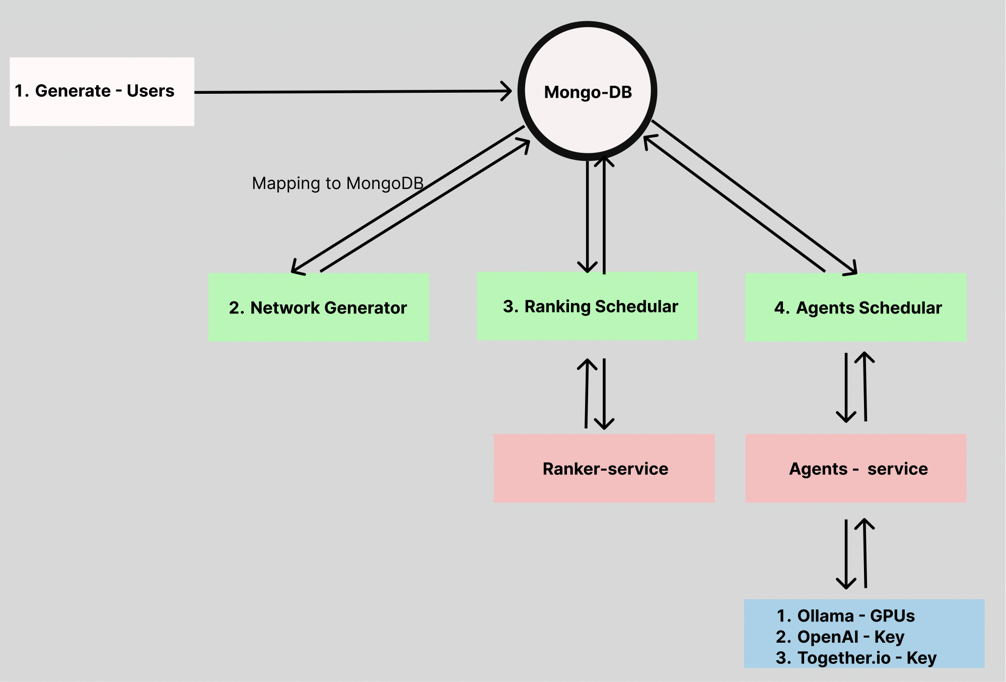 1. Generate - Users
Mongo-DB
Mapping to MongoDB
2. Network Generator
3. Ranking Schedular
4. Agents Schedular
Ranker-service
Agents - service
1. Ollama - GPUs
2. OpenAI - Key
3. Together.io - Key